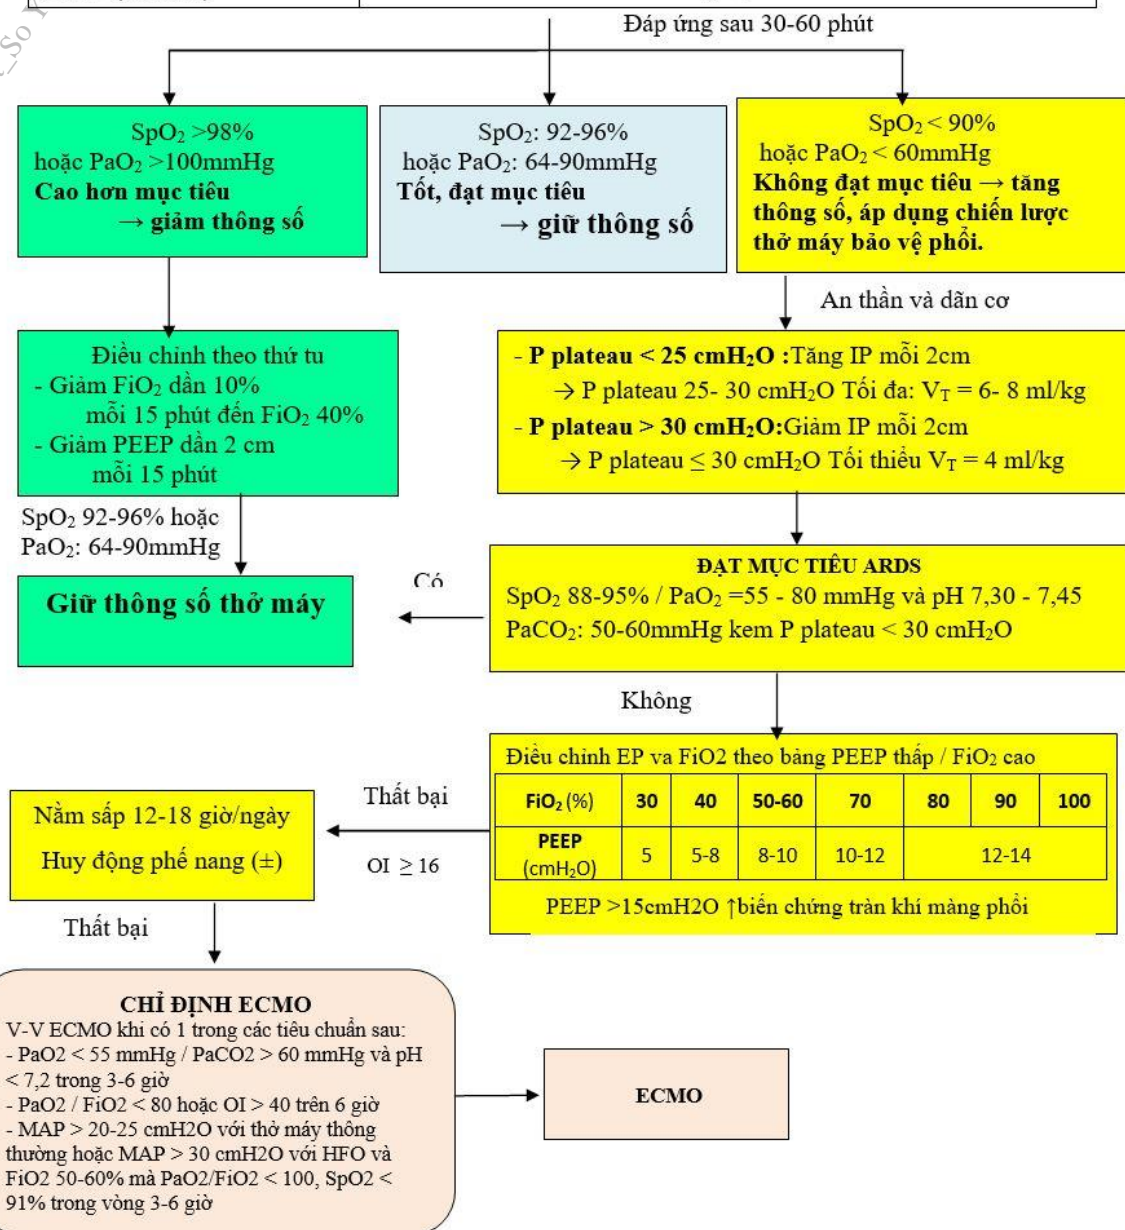 Đáp ứng sau 30-60 phút
SpO₂ >98%
hoặc PaO₂ >100mmHg
Cao hơn mục tiêu
→ giảm thông số
SpO₂: 92-96%
hoặc PaO₂: 64-90mmHg
Tốt, đạt mục tiêu
→ giữ thông số
SpO₂ < 90%
hoặc PaO₂ < 60mmHg
Không đạt mục tiêu → tăng
thông số, áp dụng chiến lược
thở máy bảo vệ phổi.
An thần và dãn cơ
Điều chỉnh theo thứ tu
- Giảm FiO₂ dần 10%
mỗi 15 phút đến FiO₂ 40%
- Giảm PEEP dần 2 cm
mỗi 15 phút
- P plateau < 25 cmH₂O :Tăng IP mỗi 2cm
→ P plateau 25- 30 cmH₂O Tối đa: V_T = 6- 8 ml/kg
- P plateau > 30 cmH₂O:Giảm IP mỗi 2cm
→ P plateau ≤ 30 cmH₂O Tối thiểu V_T = 4 ml/kg
SpO₂ 92-96% hoặc
PaO₂: 64-90mmHg
Giữ thông số thở máy
Có
ĐẠT MỤC TIÊU ARDS
SpO₂ 88-95% / PaO₂ =55 - 80 mmHg và pH 7,30 - 7,45
PaCO₂: 50-60mmHg kem P plateau < 30 cmH₂O
Không
Điều chỉnh EP va FiO2 theo bảng PEEP thấp / FiO₂ cao
FiO₂ (%) 30 40 50-60 70 80 90 100
PEEP
(cmH₂O) 5 5-8 8-10 10-12 12-14
PEEP >15cmH2O ↑biến chứng tràn khí màng phổi
Thất bại
OI ≥ 16
Nằm sấp 12-18 giờ/ngày
Huy động phế nang (±)
Thất bại
CHỈ ĐỊNH ECMO
V-V ECMO khi có 1 trong các tiêu chuẩn sau:
- PaO2 < 55 mmHg / PaCO2 > 60 mmHg và pH
< 7,2 trong 3-6 giờ
- PaO2 / FiO2 < 80 hoặc OI > 40 trên 6 giờ
- MAP > 20-25 cmH2O với thở máy thông
thường hoặc MAP > 30 cmH2O với HFO và
FiO2 50-60% mà PaO2/FiO2 < 100, SpO2 <
91% trong vòng 3-6 giờ
ECMO